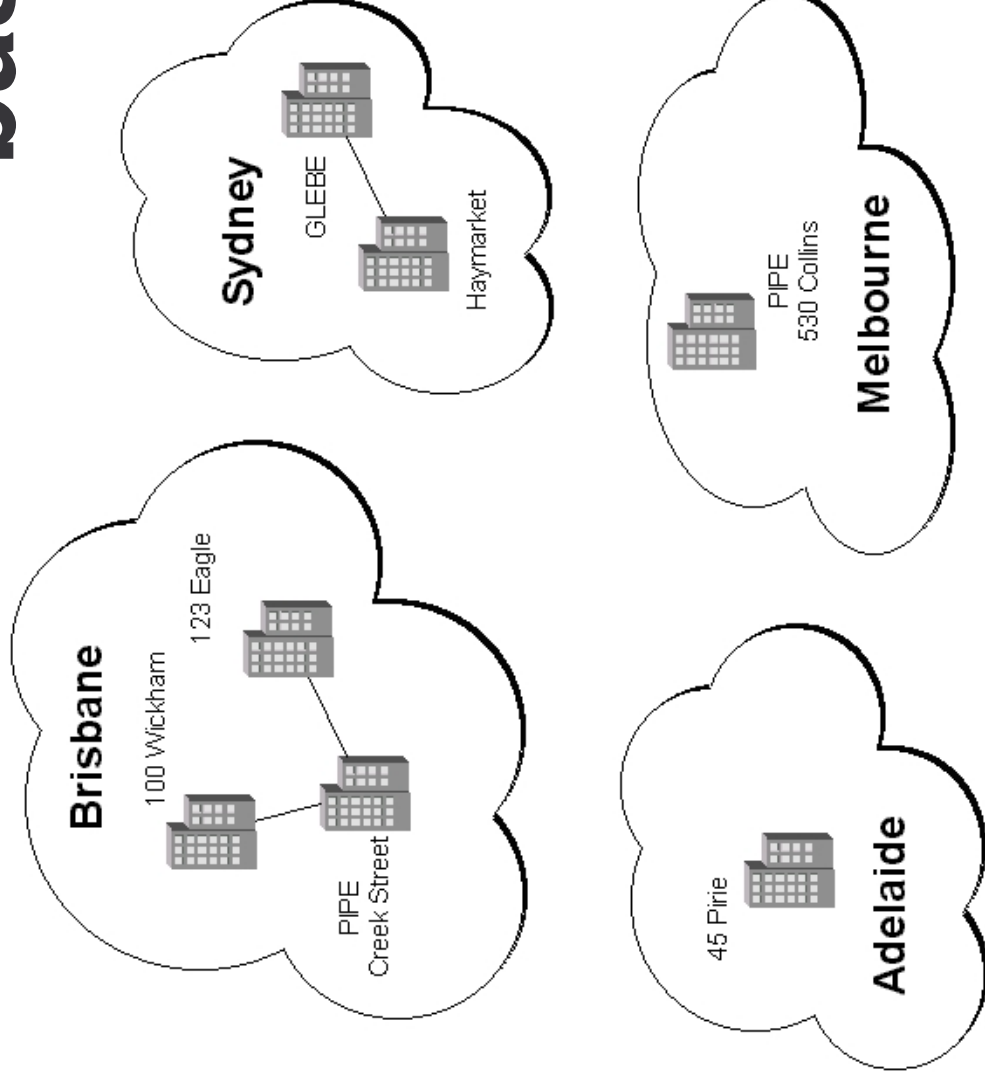 Brisbane
100 Wickham
123 Eagle
PIPE
Creek Street
Sydney
GLEBE
Haymarket
45 Pirie
Adelaide
PIPE
530 Collins
Melbourne